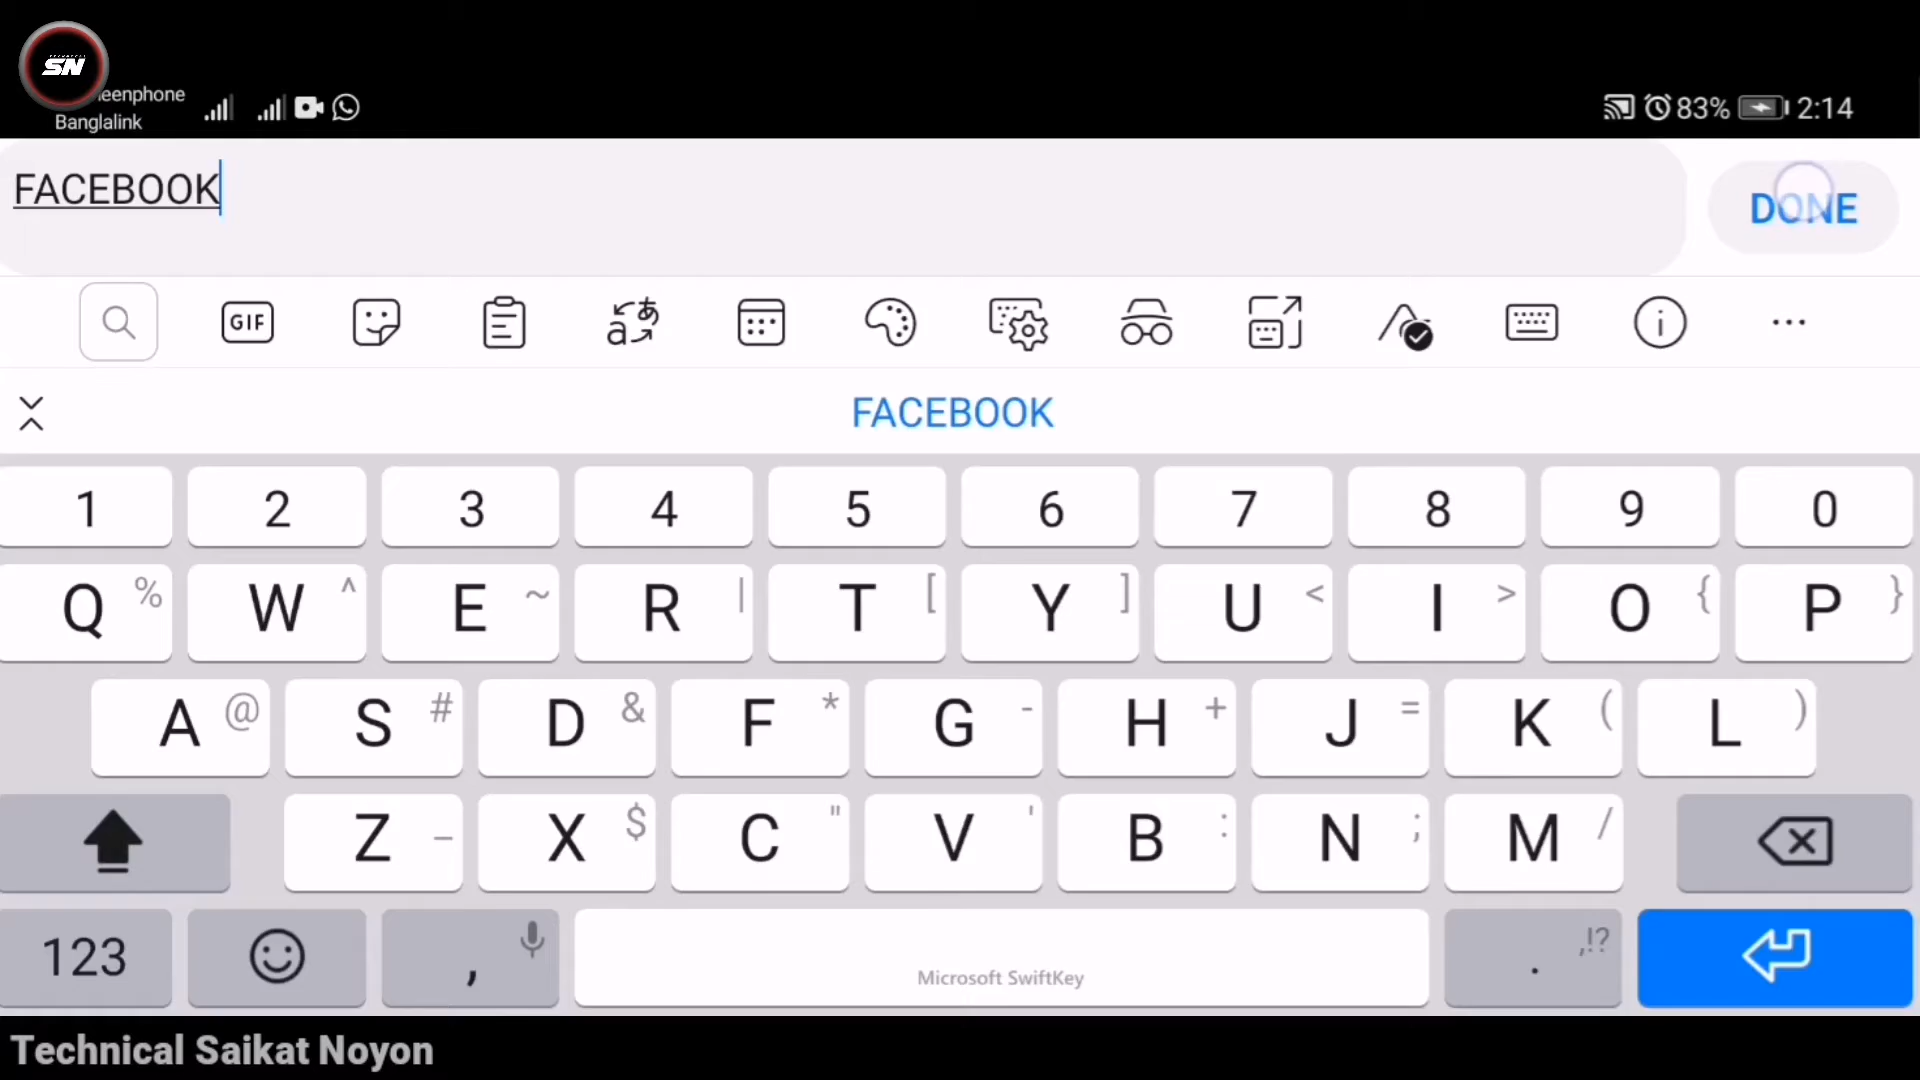 SN
eenphone
Banglalink
83% 2:14
FACEBOOK
DONE
GIF
FACEBOOK
1 2 3 4 5 6 7 8 9 0
Q % W ^ E ~ R | T [ Y ] U < I > O { P }
A @ S # D & F * G - H + J = K ( L )
Z _ X $ C " V ' B : N ; M /
123 , Microsoft SwiftKey . ,!?
Technical Saikat Noyon